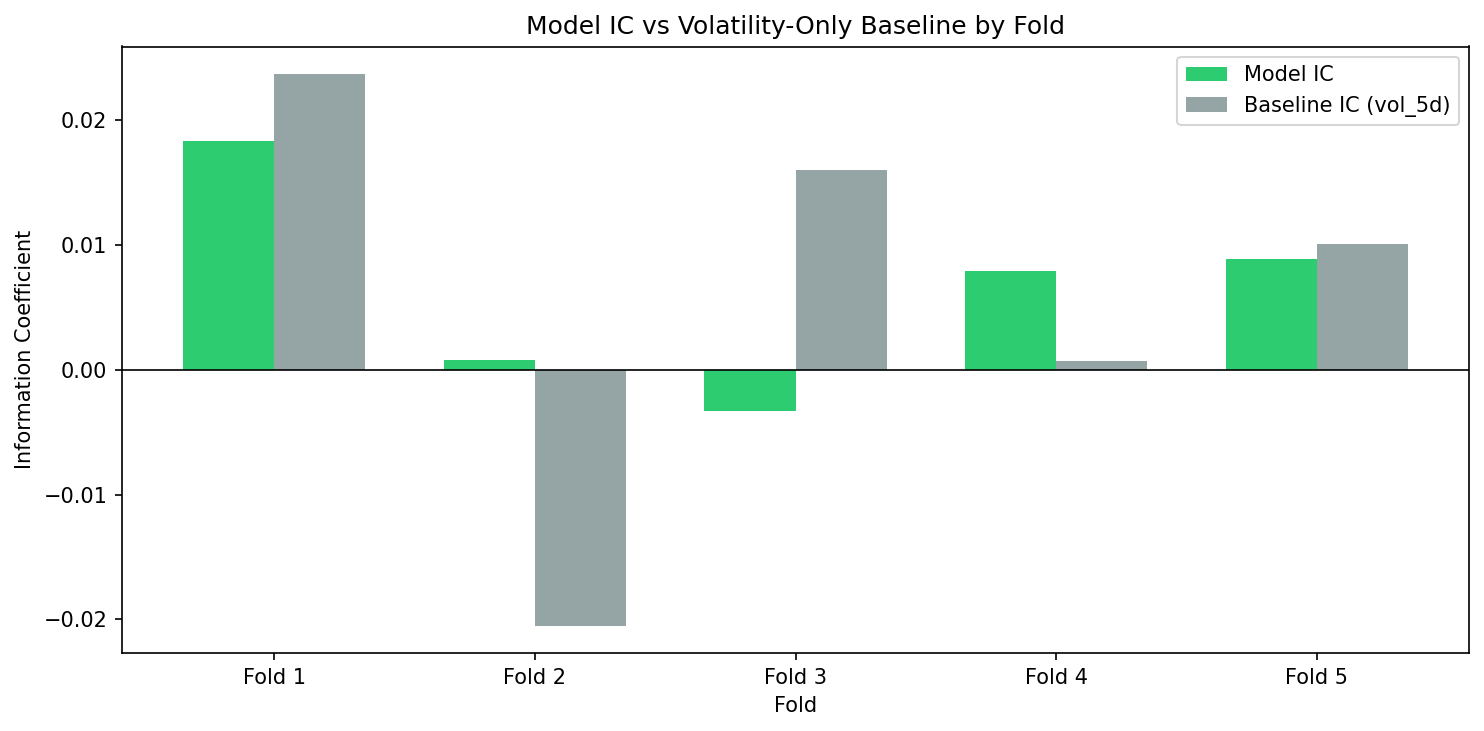 Model IC vs Volatility-Only Baseline by Fold
Model IC
Baseline IC (vol_5d)
Information Coefficient
0.02
0.01
0.00
−0.01
−0.02
Fold 1 Fold 2 Fold 3 Fold 4 Fold 5
Fold